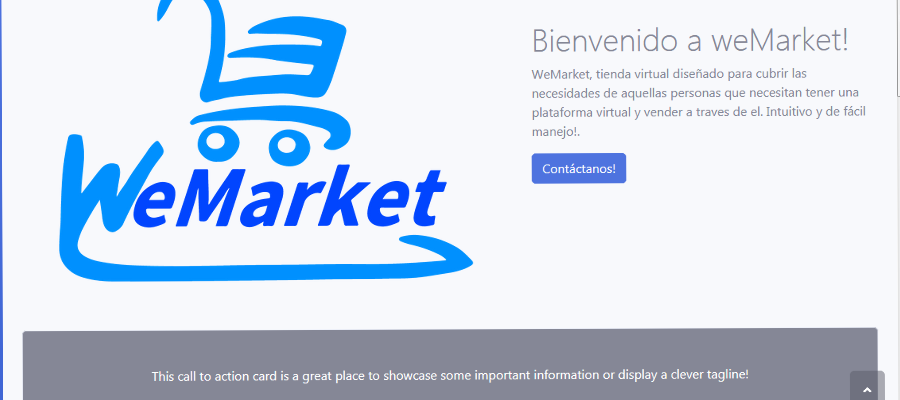 WeMarket
Bienvenido a weMarket!
WeMarket, tienda virtual diseñado para cubrir las
necesidades de aquellas personas que necesitan tener una
plataforma virtual y vender a traves de el. Intuitivo y de fácil
manejo!.
Contáctanos!
This call to action card is a great place to showcase some important information or display a clever tagline!